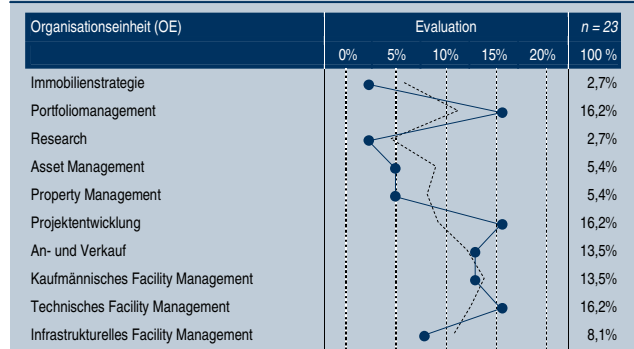 Organisationseinheit (OE) Evaluation n = 23
0% 5% 10% 15% 20% 100 %
Immobilienstrategie 2,7%
Portfoliomanagement 16,2%
Research 2,7%
Asset Management 5,4%
Property Management 5,4%
Projektentwicklung 16,2%
An- und Verkauf 13,5%
Kaufmännisches Facility Management 13,5%
Technisches Facility Management 16,2%
Infrastrukturelles Facility Management 8,1%